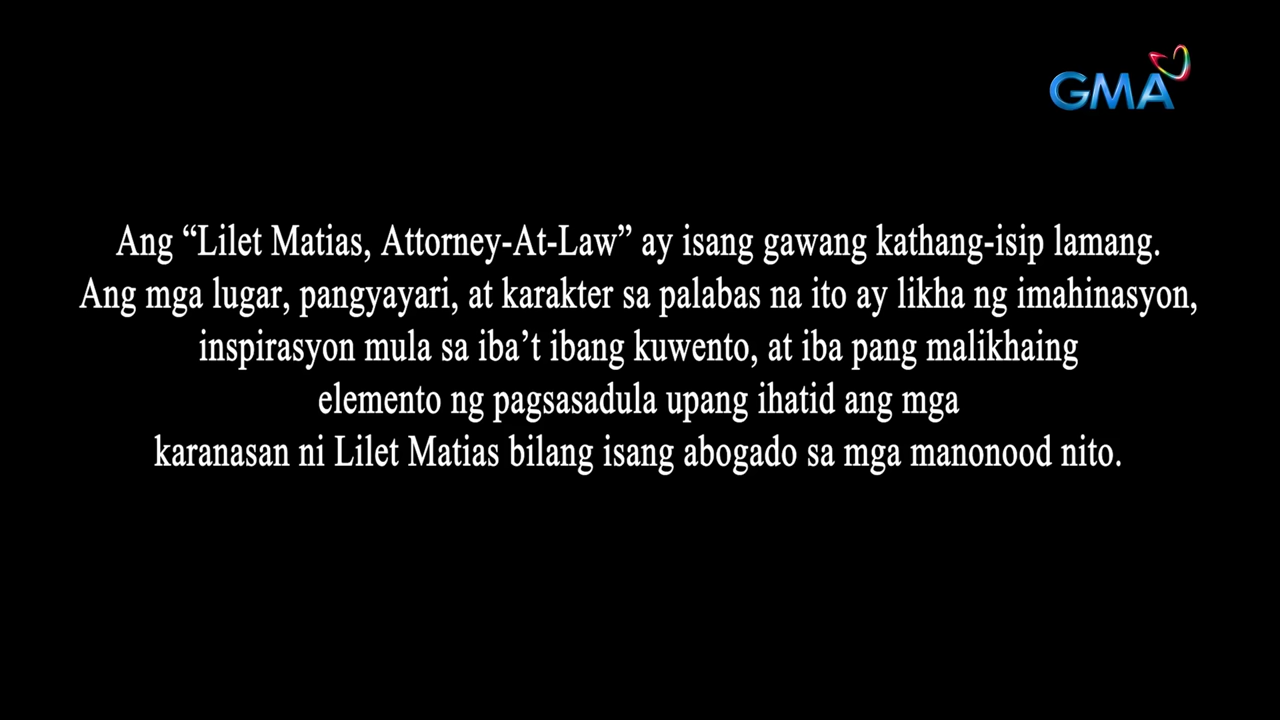 GMA
Ang “Lilet Matias, Attorney-At-Law” ay isang gawang kathang-isip lamang.
Ang mga lugar, pangyayari, at karakter sa palabas na ito ay likha ng imahinasyon,
inspirasyon mula sa iba’t ibang kuwento, at iba pang malikhaing
elemento ng pagsasadula upang ihatid ang mga
karanasan ni Lilet Matias bilang isang abogado sa mga manonood nito.